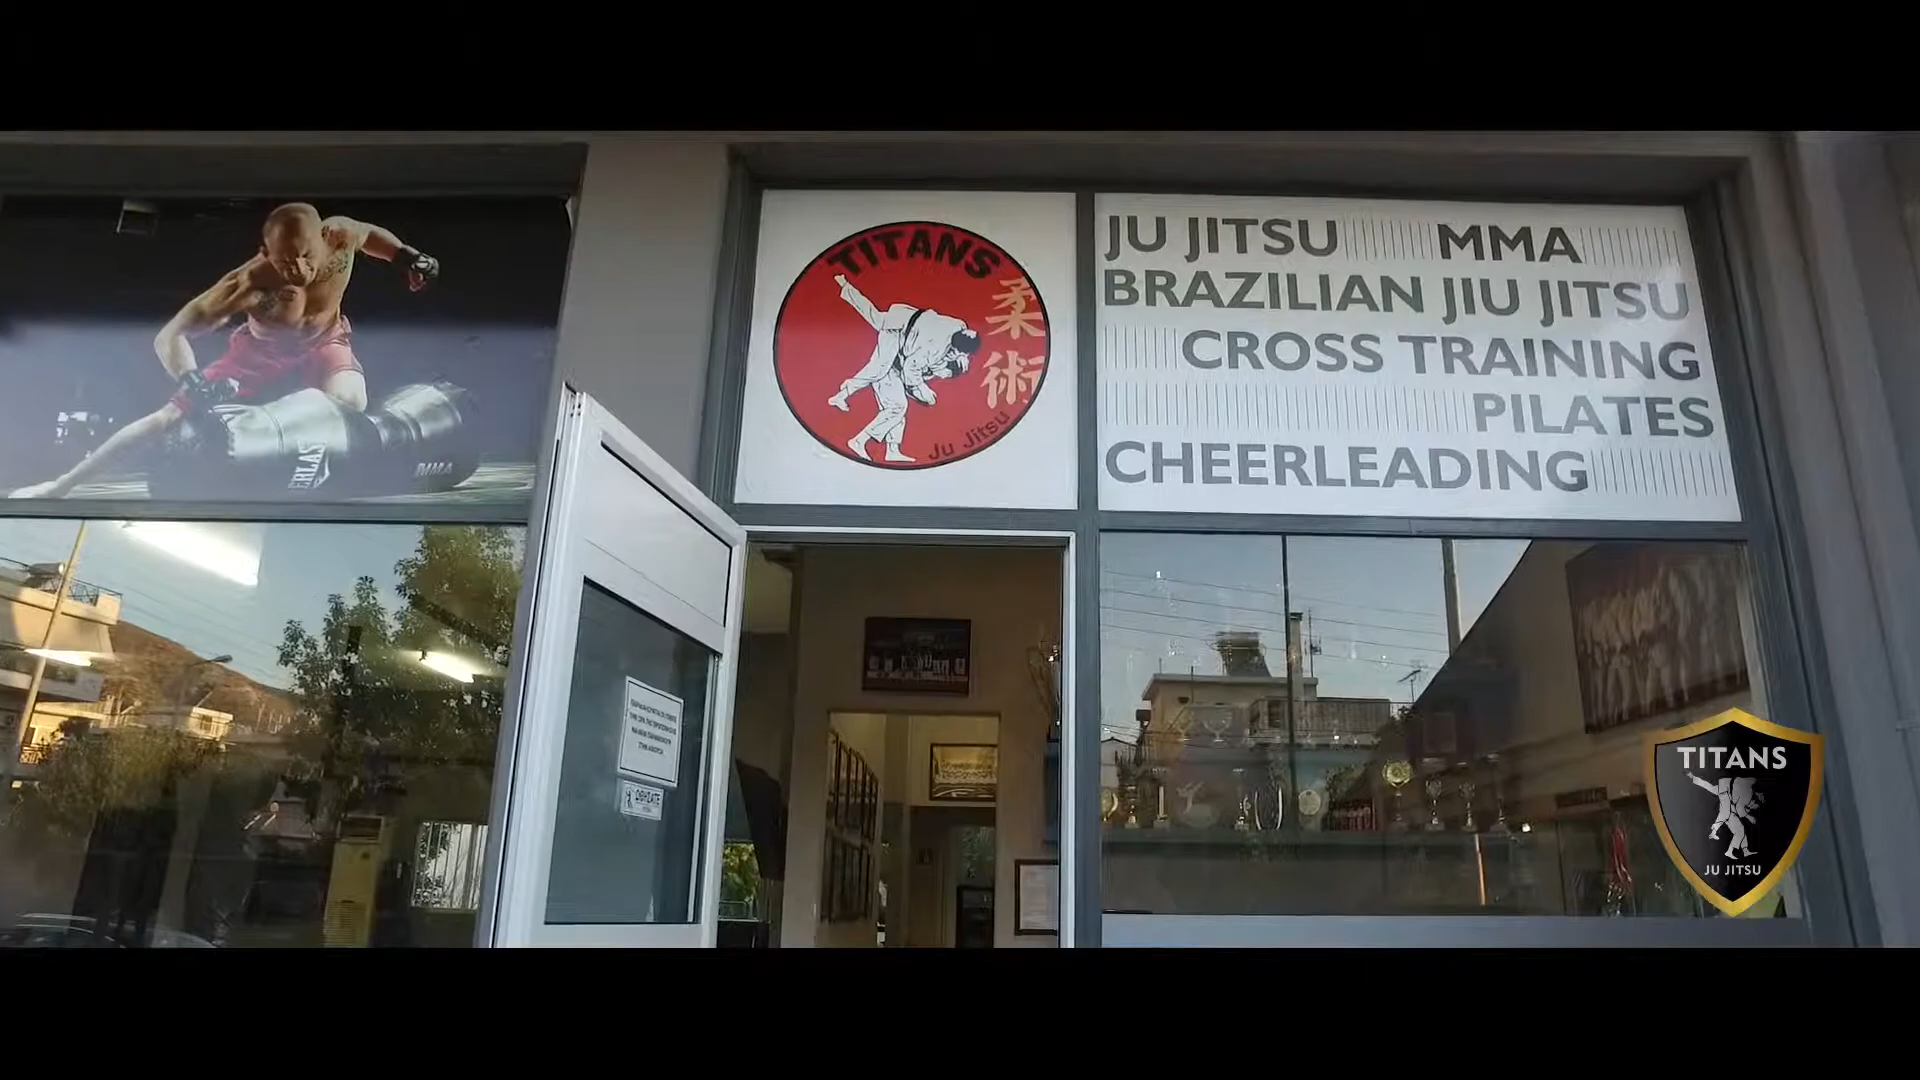 TITANS
柔術
Ju Jitsu
JU JITSU MMA
BRAZILIAN JIU JITSU
CROSS TRAINING
PILATES
CHEERLEADING
MMA
ΩΘΗΣΑΤΕ
TITANS
JU JITSU